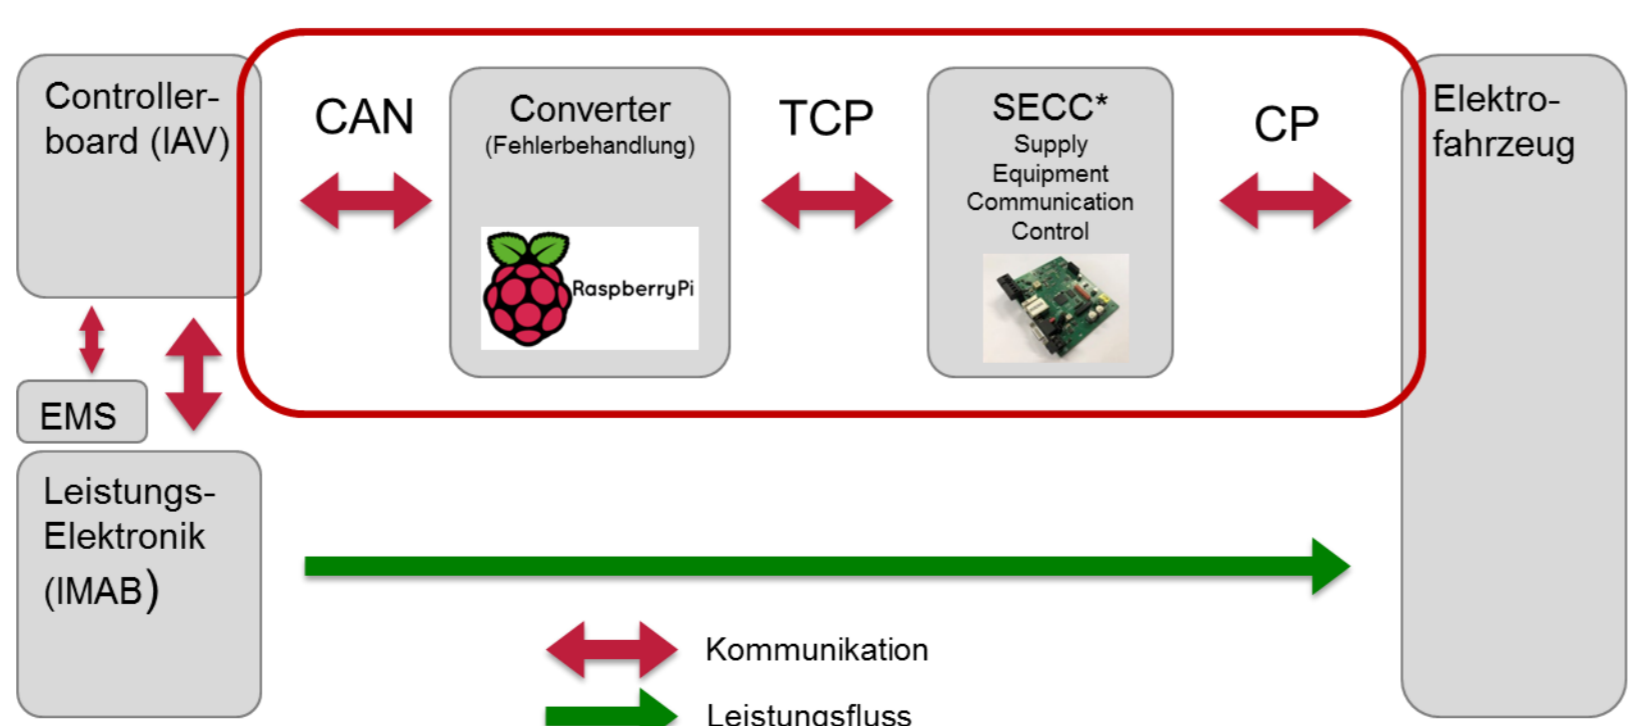 Controller-
board (IAV)
CAN
Converter
(Fehlerbehandlung)
RaspberryPi
TCP
SECC*
Supply
Equipment
Communication
Control
CP
Elektro-
fahrzeug
EMS
Leistungs-
Elektronik
(IMAB)
Kommunikation
Leistungsfluss